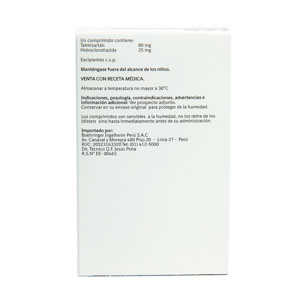 Un comprimido contiene:
Telmisartán 80 mg
Hidroclorotiazida 25 mg
Excipientes c.s.p.
Manténgase fuera del alcance de los niños.
VENTA CON RECETA MÉDICA.
Almacenar a temperatura no mayor a 30°C
Indicaciones, posología, contraindicaciones, advertencias e
información adicional: Ver prospecto adjunto.
Conservar en su envase original para proteger de la humedad.
Los comprimidos son sensibles a la humedad, no los retire de los
blísters sino hasta inmediatamente antes de su administración.
Importado por:
Boehringer Ingelheim Perú S.A.C
Av. Canaval y Moreyra 480 Piso 20 - Lima 27 - Perú
RUC: 20523163320 Tel: (01) 412-5000
Dir. Técnico Q.F. Jesús Peña
R.S.N° EE-00463